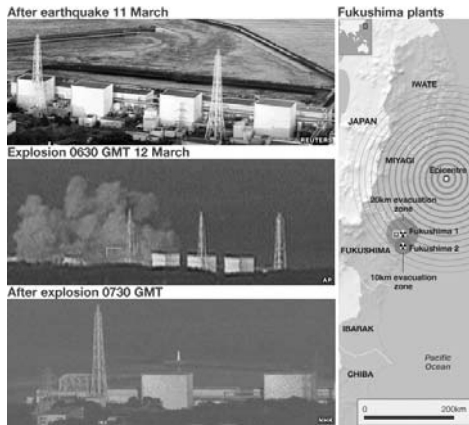 After earthquake 11 March
REUTERS
Explosion 0630 GMT 12 March
AP
After explosion 0730 GMT
NHK
Fukushima plants
IWATE
JAPAN
MIYAGI
Epicentre
20km evacuation
zone
Fukushima 1
FUKUSHIMA
Fukushima 2
10km evacuation
zone
IBARAK
Pacific
Ocean
CHIBA
0
200km